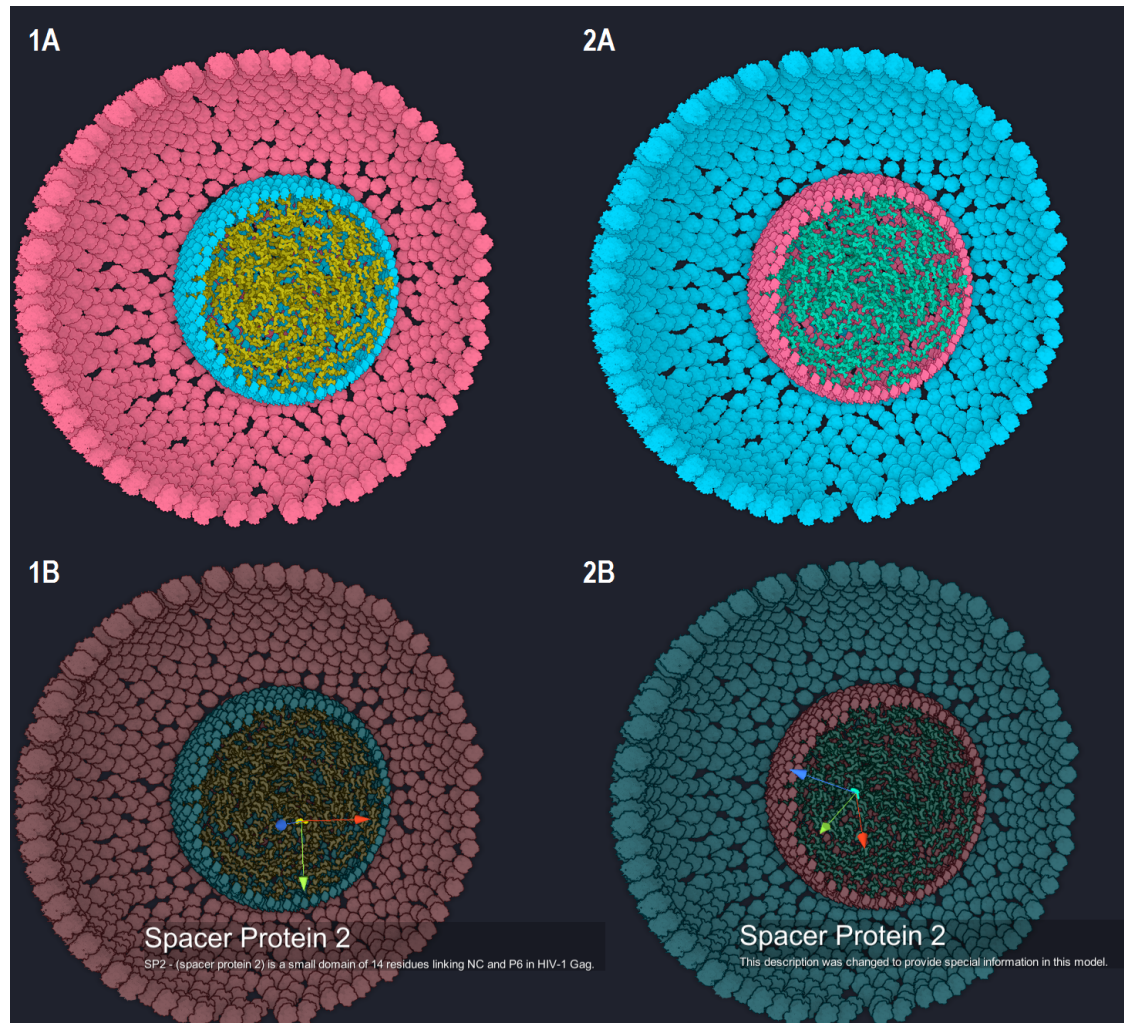 1A
2A
1B
2B
Spacer Protein 2
SP2 - (spacer protein 2) is a small domain of 14 residues linking NC and P6 in HIV-1 Gag.
Spacer Protein 2
This description was changed to provide special information in this model.